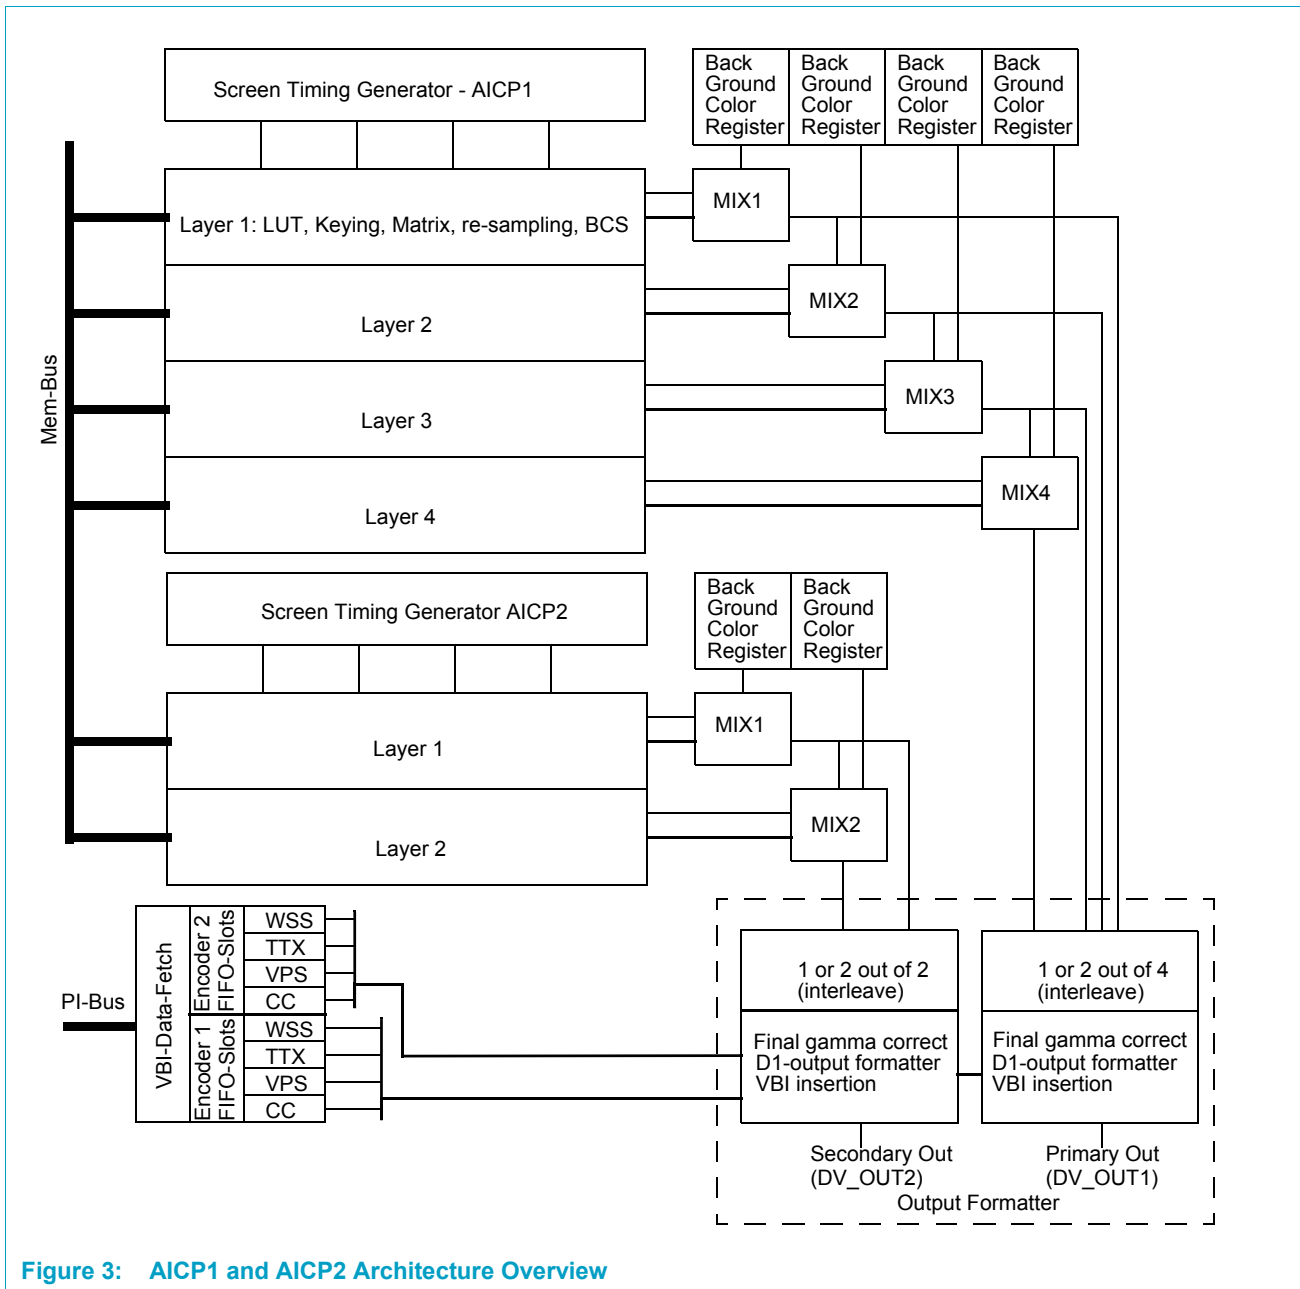 Screen Timing Generator - AICP1
Back
Ground
Color
Register
Back
Ground
Color
Register
Back
Ground
Color
Register
Back
Ground
Color
Register
Mem-Bus
Layer 1: LUT, Keying, Matrix, re-sampling, BCS
MIX1
Layer 2
MIX2
Layer 3
MIX3
Layer 4
MIX4
Screen Timing Generator AICP2
Back
Ground
Color
Register
Back
Ground
Color
Register
Layer 1
MIX1
Layer 2
MIX2
PI-Bus
VBI-Data-Fetch
Encoder 2
FIFO-Slots
WSS
TTX
VPS
CC
Encoder 1
FIFO-Slots
WSS
TTX
VPS
CC
1 or 2 out of 2
(interleave)
Final gamma correct
D1-output formatter
VBI insertion
1 or 2 out of 4
(interleave)
Final gamma correct
D1-output formatter
VBI insertion
Secondary Out
(DV_OUT2)
Primary Out
(DV_OUT1)
Output Formatter
Figure 3: AICP1 and AICP2 Architecture Overview